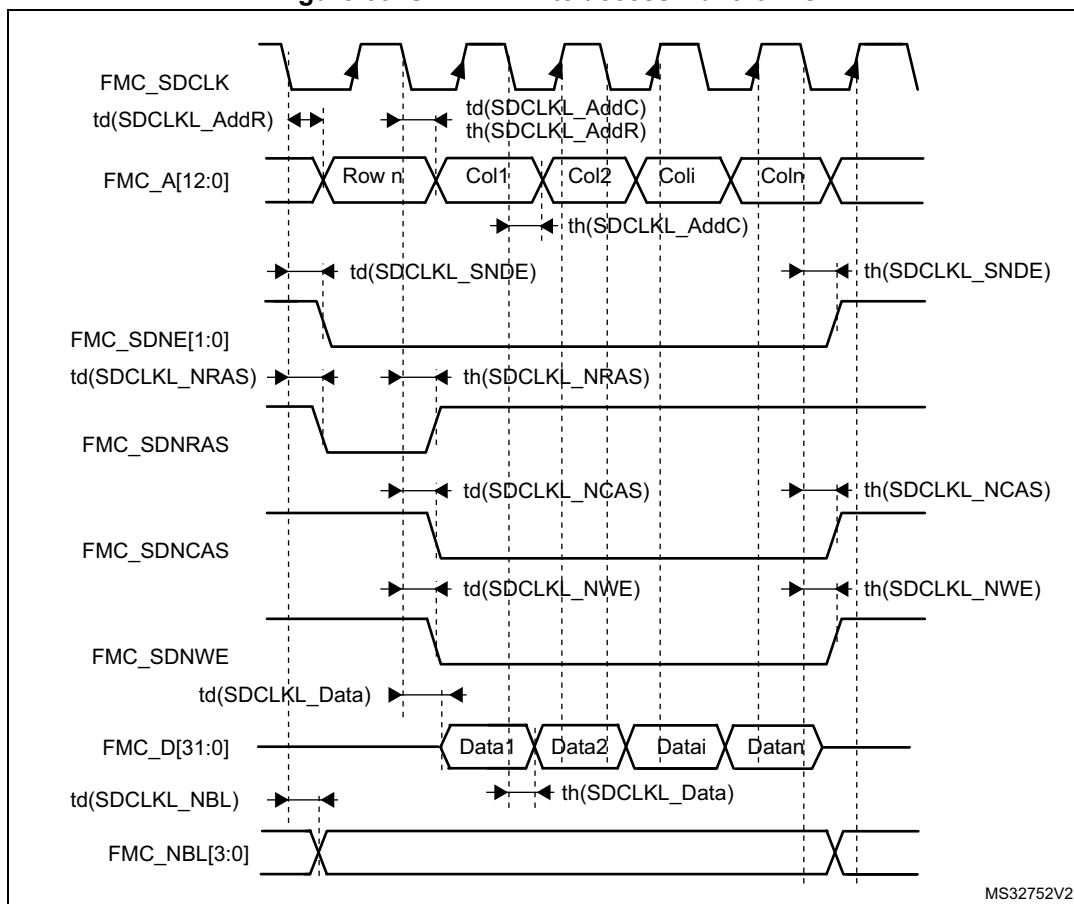 FMC_SDCLK
td(SDCLKL_AddR)
td(SDCLKL_AddC)
th(SDCLKL_AddR)
FMC_A[12:0]
Row n
Col1
Col2
Coli
Coln
th(SDCLKL_AddC)
td(SDCLKL_SNDE)
th(SDCLKL_SNDE)
FMC_SDNE[1:0]
td(SDCLKL_NRAS)
th(SDCLKL_NRAS)
FMC_SDNRAS
td(SDCLKL_NCAS)
th(SDCLKL_NCAS)
FMC_SDNCAS
td(SDCLKL_NWE)
th(SDCLKL_NWE)
FMC_SDNWE
td(SDCLKL_Data)
FMC_D[31:0]
Data1
Data2
Datai
Datan
td(SDCLKL_NBL)
th(SDCLKL_Data)
FMC_NBL[3:0]
MS32752V2